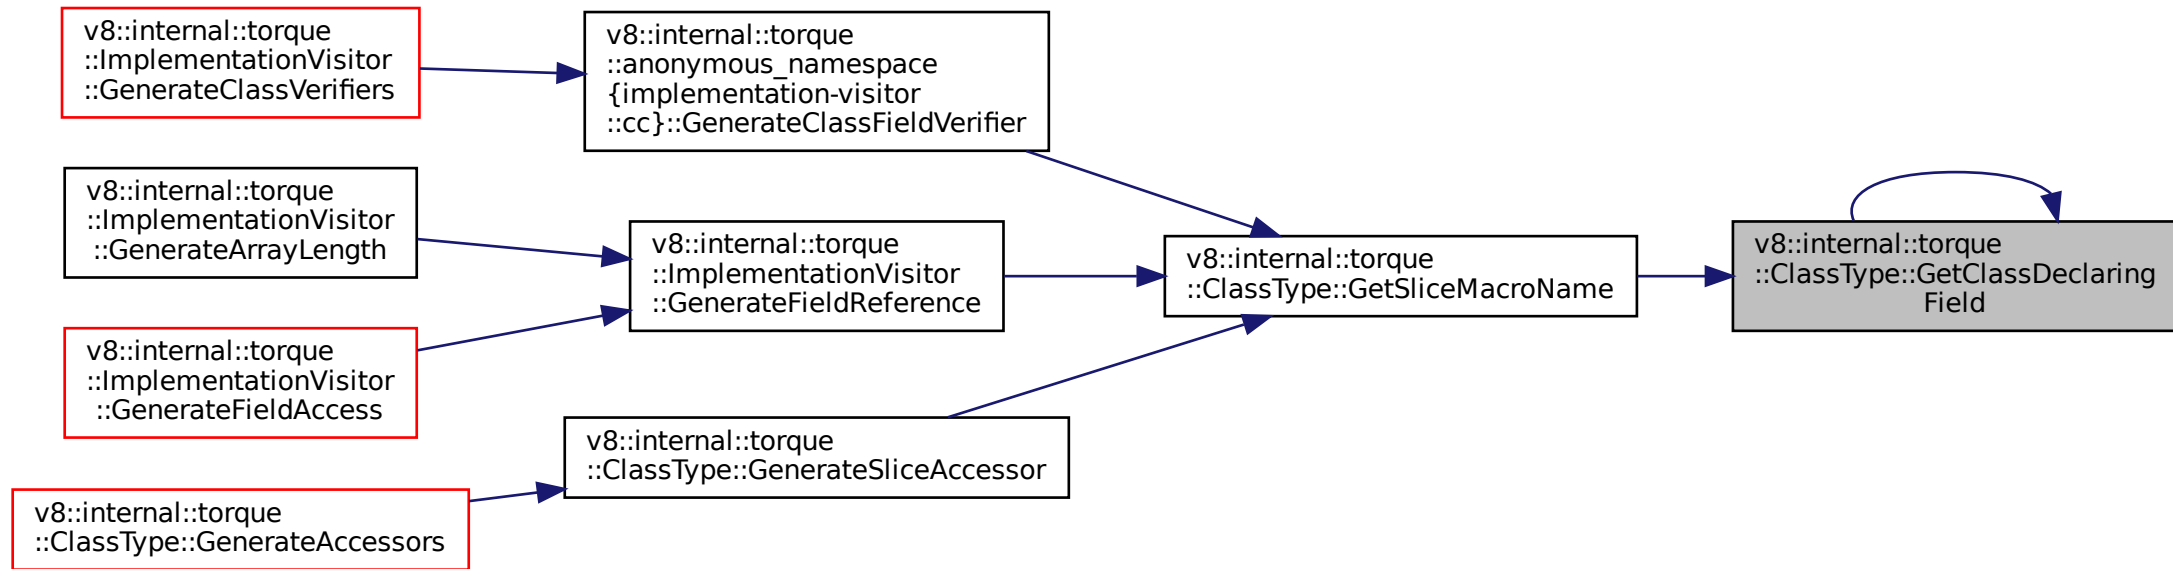 v8::internal::torque
::ImplementationVisitor
::GenerateClassVerifiers
v8::internal::torque
::anonymous_namespace
{implementation-visitor
::cc}::GenerateClassFieldVerifier
v8::internal::torque
::ImplementationVisitor
::GenerateArrayLength
v8::internal::torque
::ImplementationVisitor
::GenerateFieldReference
v8::internal::torque
::ClassType::GetSliceMacroName
v8::internal::torque
::ClassType::GetClassDeclaring
Field
v8::internal::torque
::ImplementationVisitor
::GenerateFieldAccess
v8::internal::torque
::ClassType::GenerateSliceAccessor
v8::internal::torque
::ClassType::GenerateAccessors